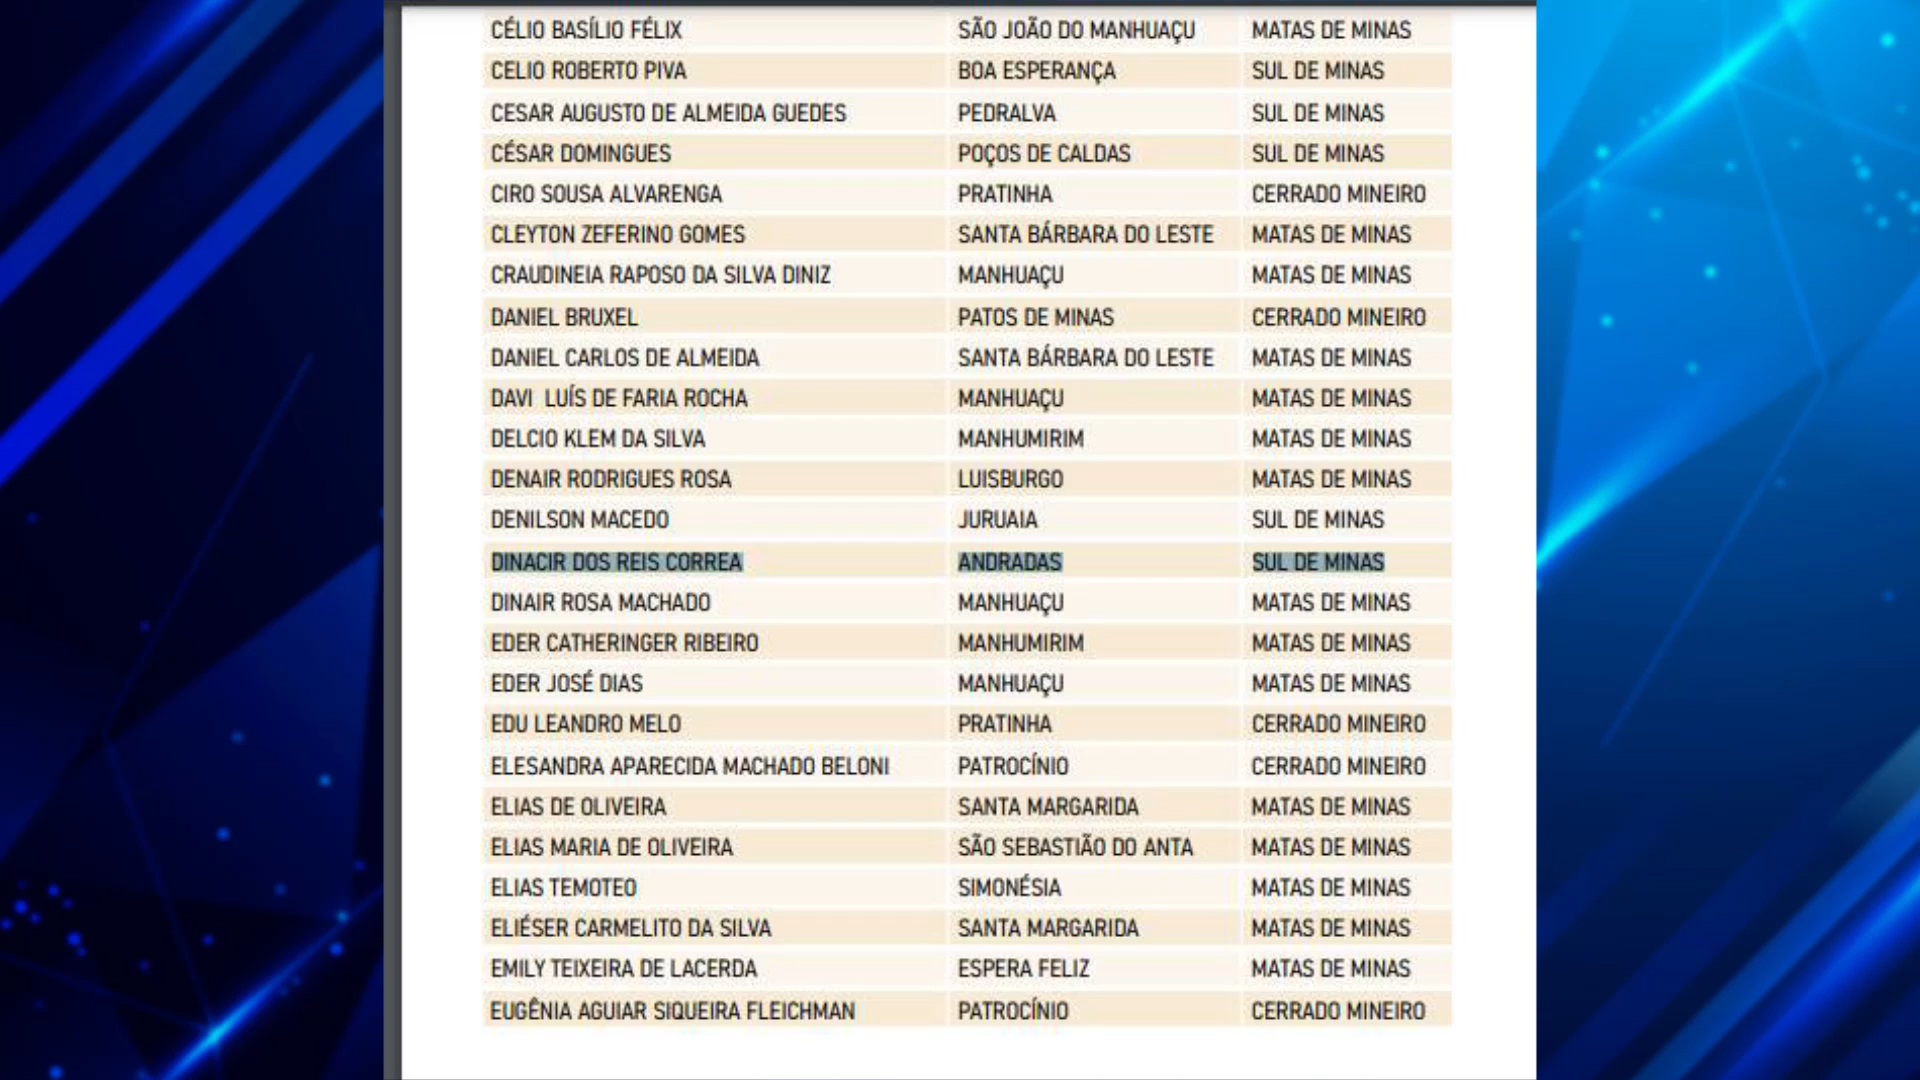 CÉLIO BASÍLIO FÉLIX SÃO JOÃO DO MANHUAÇU MATAS DE MINAS
CELIO ROBERTO PIVA BOA ESPERANÇA SUL DE MINAS
CESAR AUGUSTO DE ALMEIDA GUEDES PEDRALVA SUL DE MINAS
CÉSAR DOMINGUES POÇOS DE CALDAS SUL DE MINAS
CIRO SOUSA ALVARENGA PRATINHA CERRADO MINEIRO
CLEYTON ZEFERINO GOMES SANTA BÁRBARA DO LESTE MATAS DE MINAS
CRAUDINEIA RAPOSO DA SILVA DINIZ MANHUAÇU MATAS DE MINAS
DANIEL BRUXEL PATOS DE MINAS CERRADO MINEIRO
DANIEL CARLOS DE ALMEIDA SANTA BÁRBARA DO LESTE MATAS DE MINAS
DAVI LUÍS DE FARIA ROCHA MANHUAÇU MATAS DE MINAS
DELCIO KLEM DA SILVA MANHUMIRIM MATAS DE MINAS
DENAIR RODRIGUES ROSA LUISBURGO MATAS DE MINAS
DENILSON MACEDO JURUAIA SUL DE MINAS
DINACIR DOS REIS CORREA ANDRADAS SUL DE MINAS
DINAIR ROSA MACHADO MANHUAÇU MATAS DE MINAS
EDER CATHERINGER RIBEIRO MANHUMIRIM MATAS DE MINAS
EDER JOSÉ DIAS MANHUAÇU MATAS DE MINAS
EDU LEANDRO MELO PRATINHA CERRADO MINEIRO
ELESANDRA APARECIDA MACHADO BELONI PATROCÍNIO CERRADO MINEIRO
ELIAS DE OLIVEIRA SANTA MARGARIDA MATAS DE MINAS
ELIAS MARIA DE OLIVEIRA SÃO SEBASTIÃO DO ANTA MATAS DE MINAS
ELIAS TEMOTEO SIMONÉSIA MATAS DE MINAS
ELIÉSER CARMELITO DA SILVA SANTA MARGARIDA MATAS DE MINAS
EMILY TEIXEIRA DE LACERDA ESPERA FELIZ MATAS DE MINAS
EUGÊNIA AGUIAR SIQUEIRA FLEICHMAN PATROCÍNIO CERRADO MINEIRO